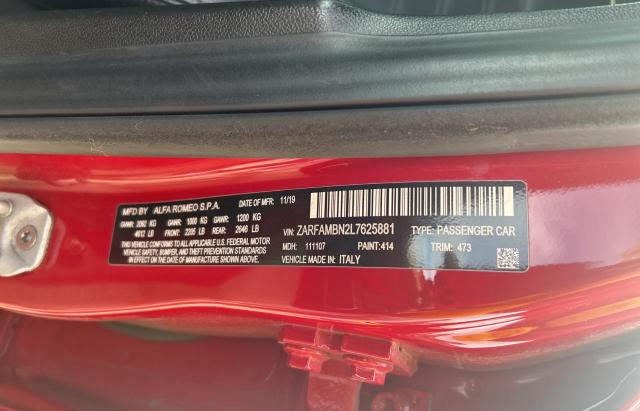 MFD BY ALFA ROMEO S.P.A. DATE OF MFR: 11/19
GVWR: 2092 KG GAWR: 1000 KG GAWR: 1200 KG
4612 LB FRONT: 2205 LB REAR: 2646 LB
THIS VEHICLE CONFORMS TO ALL APPLICABLE U.S. FEDERAL MOTOR
VEHICLE SAFETY, BUMPER, AND THEFT PREVENTION STANDARDS
IN EFFECT ON THE DATE OF MANUFACTURE SHOWN ABOVE.
VIN: ZARFAMBN2L7625881 TYPE: PASSENGER CAR
MDH: 111107 PAINT: 414 TRIM: 473
VEHICLE MADE IN: ITALY